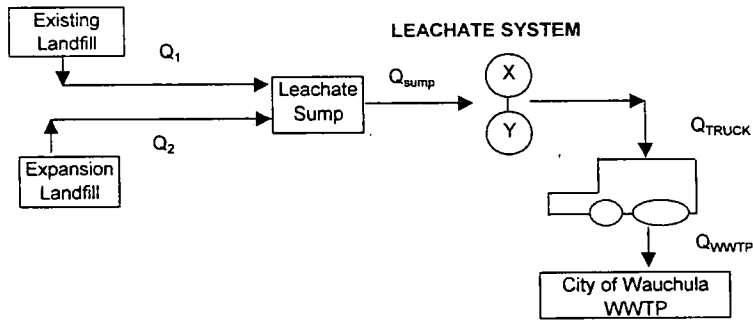 Existing
Landfill
LEACHATE SYSTEM
Q1
Leachate
Sump
Qsump
X
Y
Q2
QTRUCK
Expansion
Landfill
QWWTP
City of Wauchula
WWTP